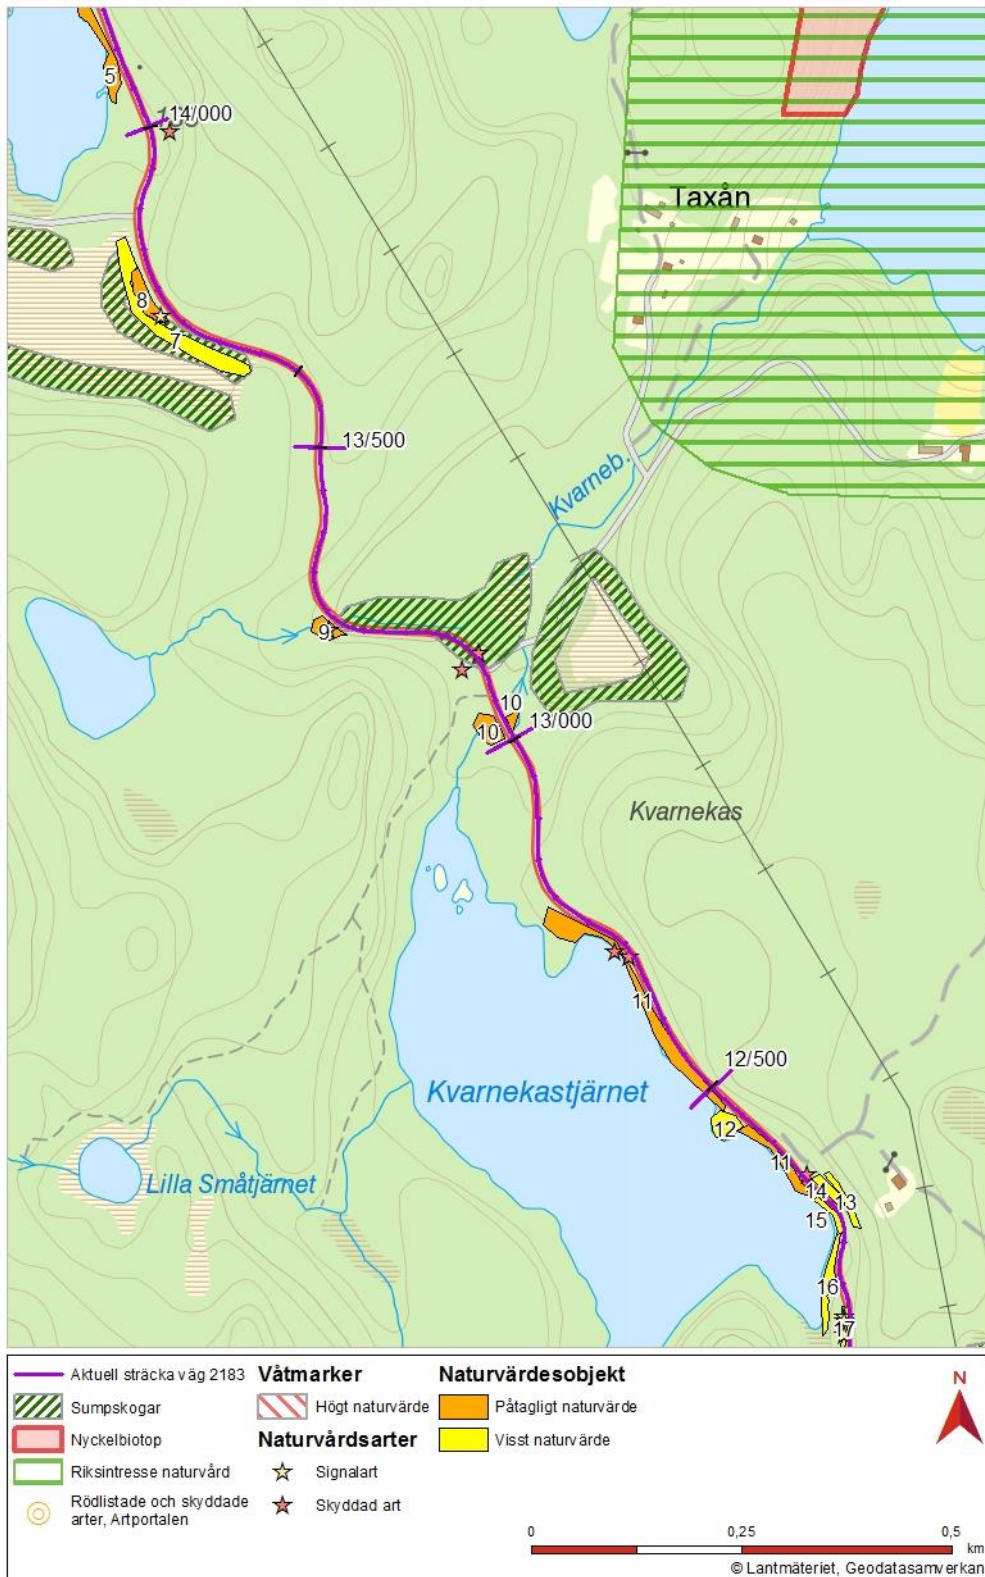 5
14/000
Taxån
8
7
13/500
Kvarneb.
9
10
13/000
10
Kvarnekas
11
12/500
Kvarnekastjärnet
12
11
Lilla Småtjärnet
14
13
15
16
17
Aktuell sträcka väg 2183
Sumpskogar
Nyckelbiotop
Riksintresse naturvård
Rödlistade och skyddade
arter, Artportalen
Våtmarker
Högt naturvärde
Naturvårdsarter
Signalart
Skyddad art
Naturvärdesobjekt
Påtagligt naturvärde
Visst naturvärde
N
0
0,25
0,5
km
© Lantmäteriet, Geodatasamverkan